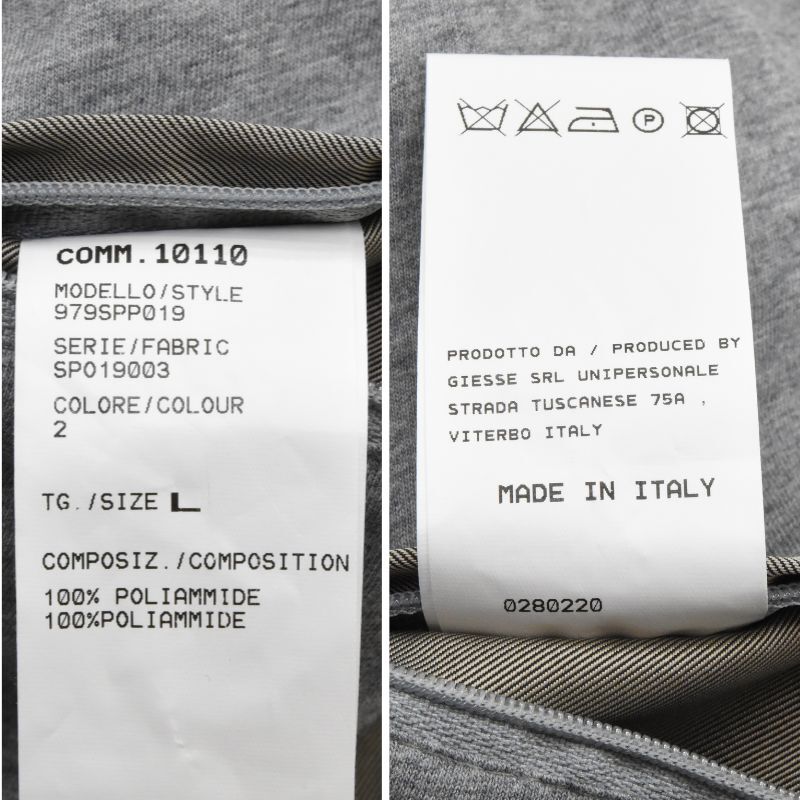 COMM.10110
MODELLO/STYLE
979SPP019
SERIE/FABRIC
SP019003
COLORE/COLOUR
2
TG./SIZE L
COMPOSIZ./COMPOSITION
100% POLIAMMIDE
100%POLIAMMIDE
P
PRODOTTO DA / PRODUCED BY
GIESSE SRL UNIPERSONALE
STRADA TUSCANESE 75A ,
VITERBO ITALY
MADE IN ITALY
0280220